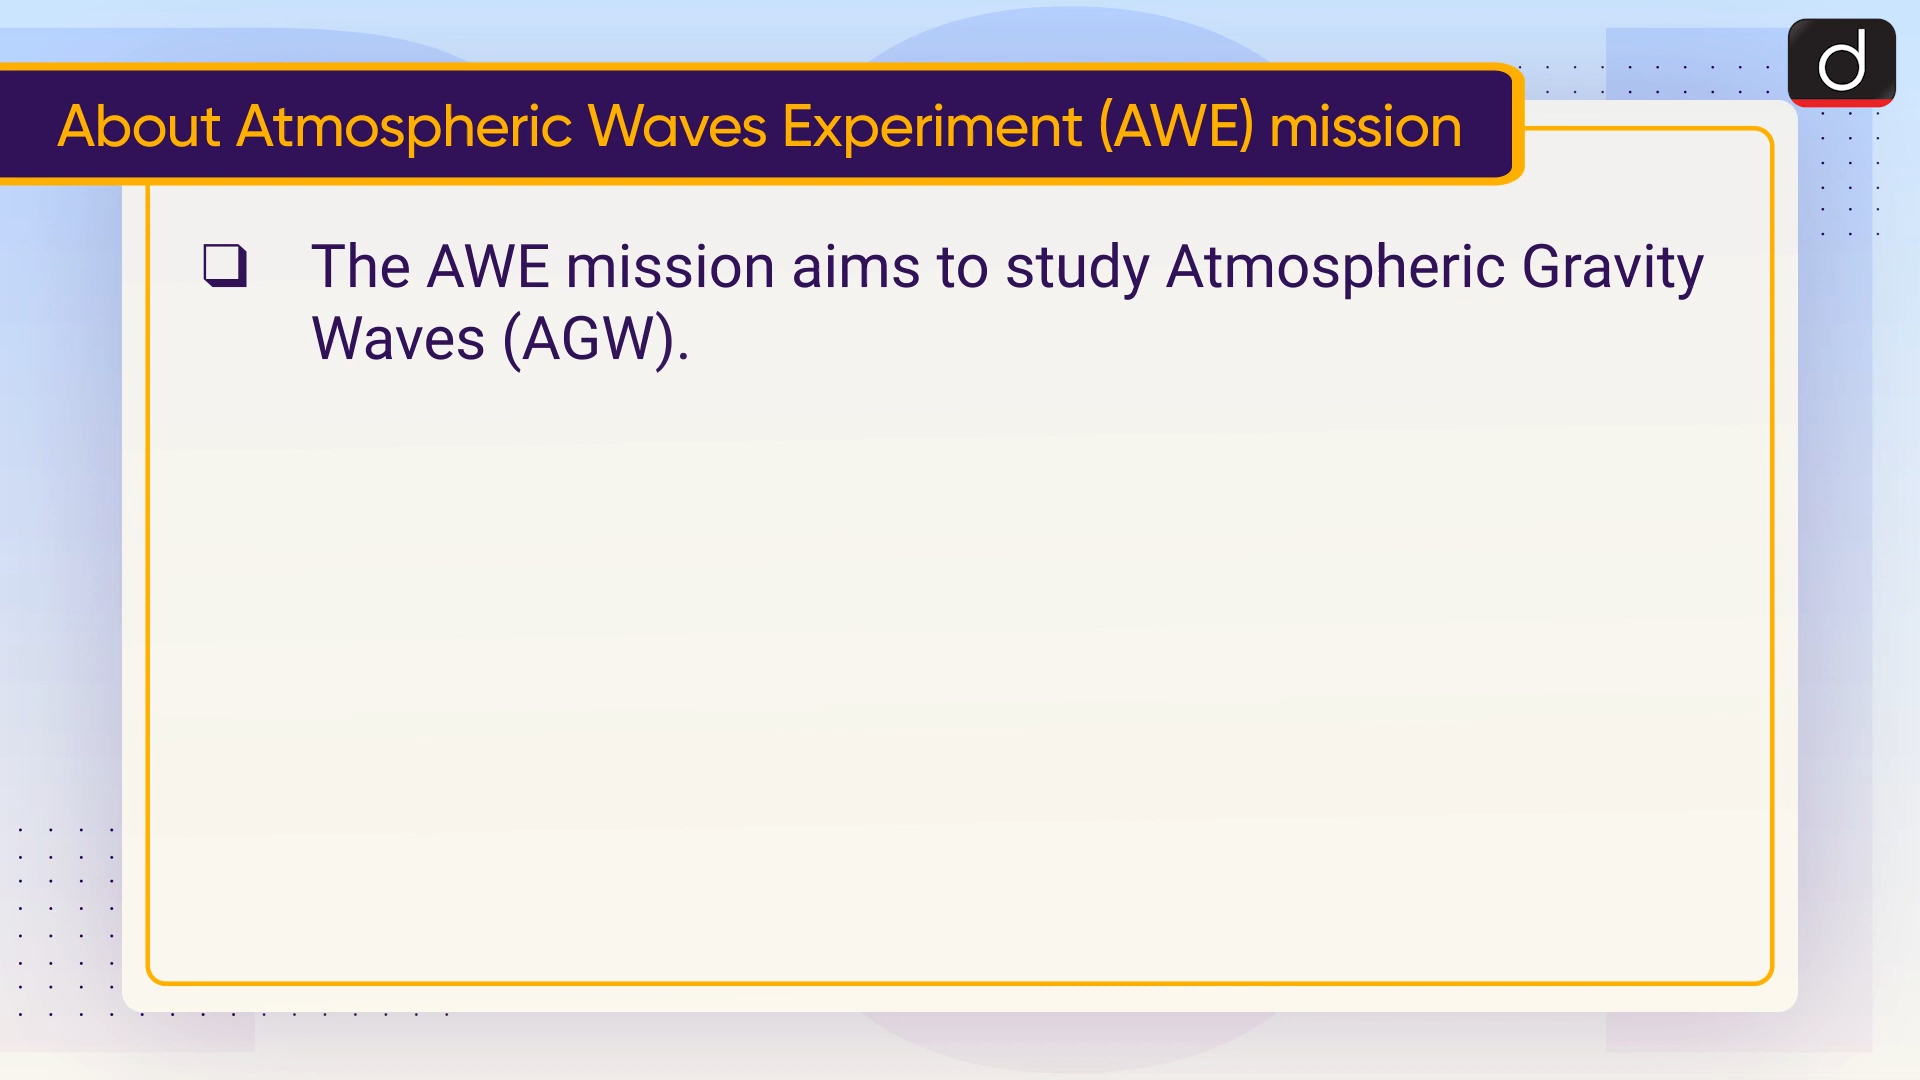 d
About Atmospheric Waves Experiment (AWE) mission
❑ The AWE mission aims to study Atmospheric Gravity
Waves (AGW).